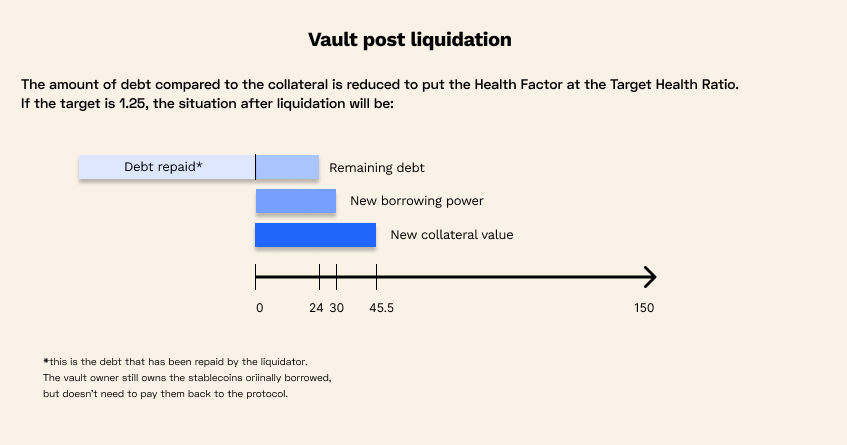 Vault post liquidation
The amount of debt compared to the collateral is reduced to put the Health Factor at the Target Health Ratio.
If the target is 1.25, the situation after liquidation will be:
Debt repaid* Remaining debt
New borrowing power
New collateral value
0 24 30 45.5 150
*this is the debt that has been repaid by the liquidator.
The vault owner still owns the stablecoins oriinally borrowed,
but doesn't need to pay them back to the protocol.